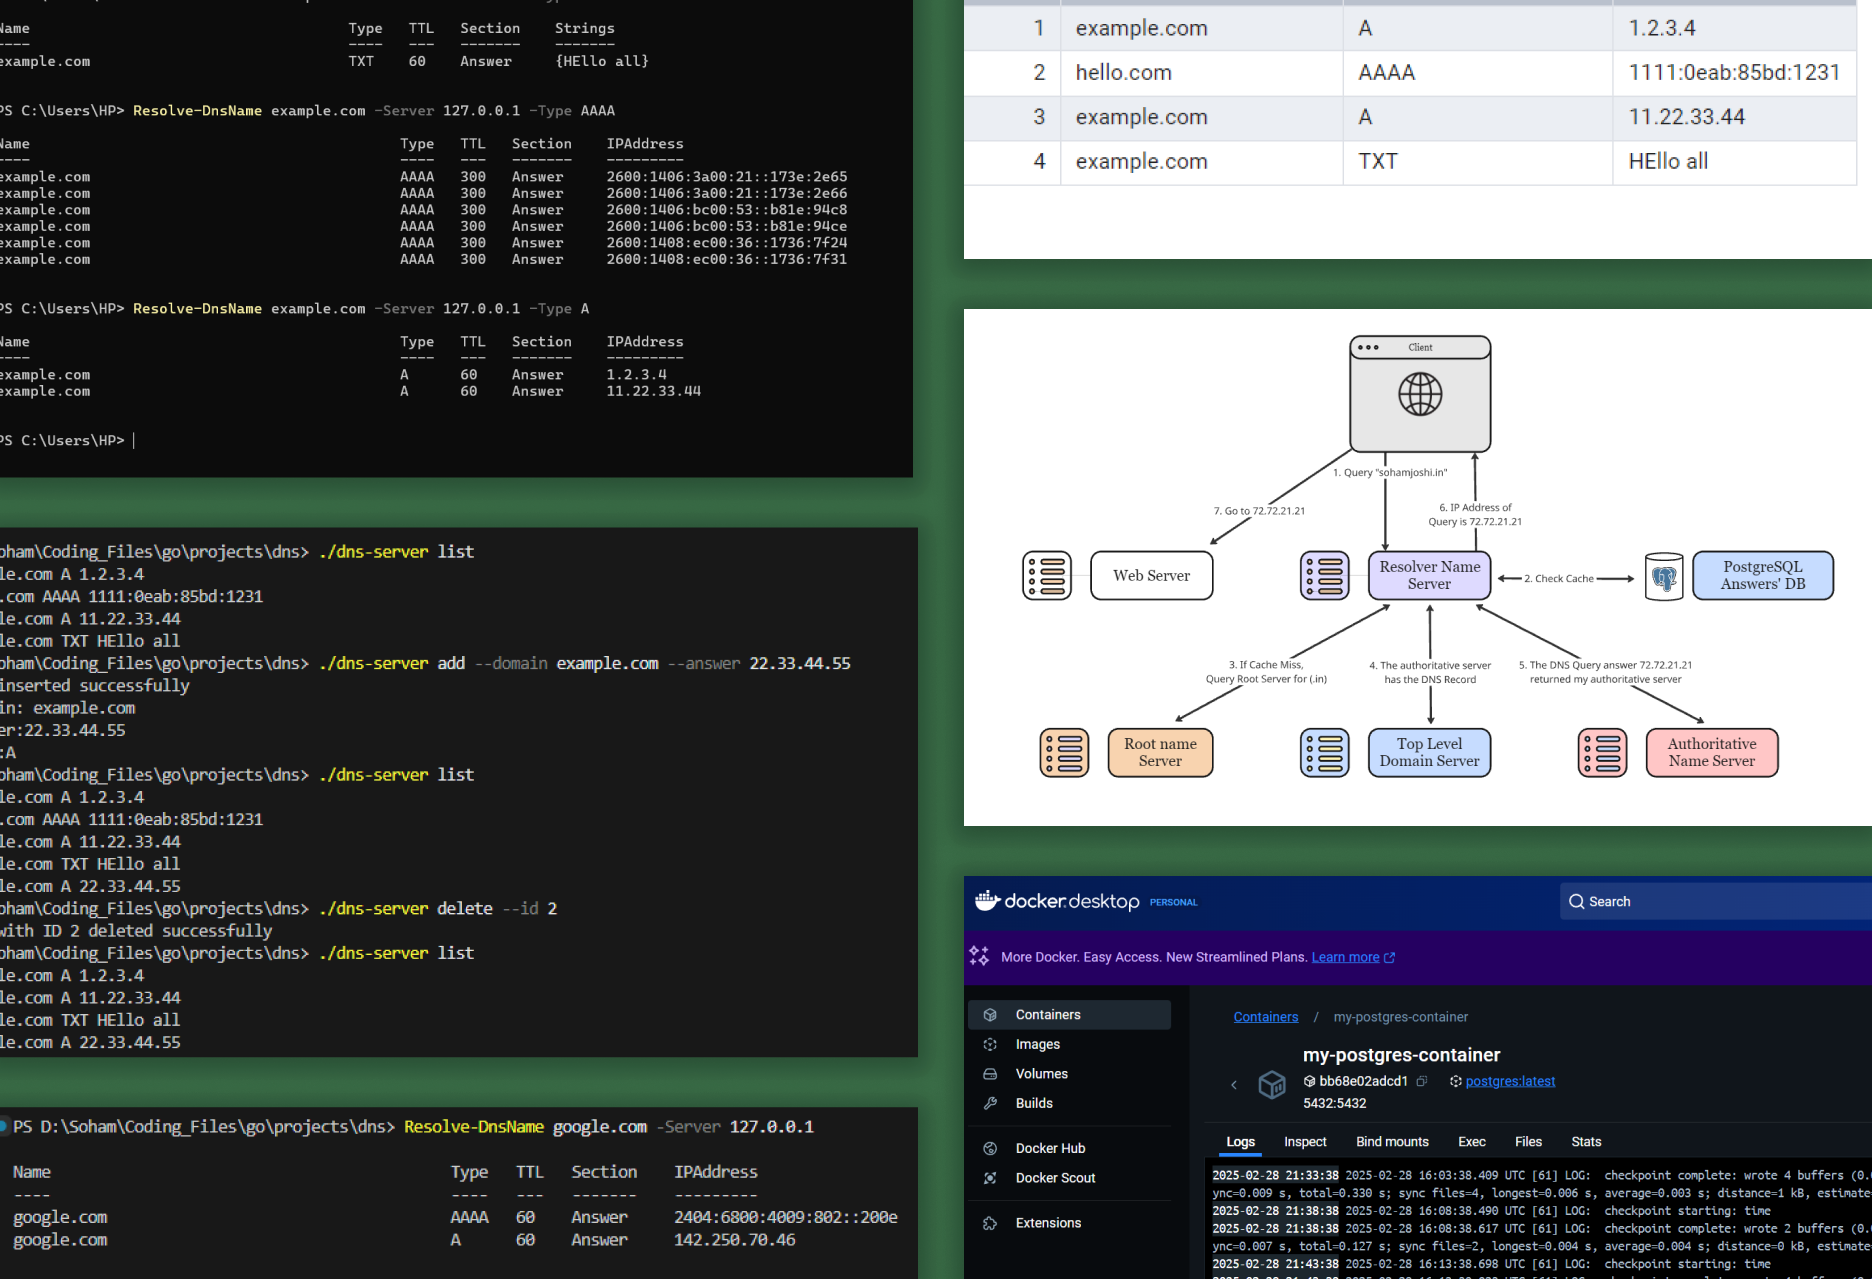 Name Type TTL Section Strings
---- ---- --- ------- -------
example.com TXT 60 Answer {HEllo all}
PS C:\Users\HP> Resolve-DnsName example.com -Server 127.0.0.1 -Type AAAA
Name Type TTL Section IPAddress
---- ---- --- ------- ---------
example.com AAAA 300 Answer 2600:1406:3a00:21::173e:2e65
example.com AAAA 300 Answer 2600:1406:3a00:21::173e:2e66
example.com AAAA 300 Answer 2600:1406:bc00:53::b81e:94c8
example.com AAAA 300 Answer 2600:1406:bc00:53::b81e:94ce
example.com AAAA 300 Answer 2600:1408:ec00:36::1736:7f24
example.com AAAA 300 Answer 2600:1408:ec00:36::1736:7f31
PS C:\Users\HP> Resolve-DnsName example.com -Server 127.0.0.1 -Type A
Name Type TTL Section IPAddress
---- ---- --- ------- ---------
example.com A 60 Answer 1.2.3.4
example.com A 60 Answer 11.22.33.44
PS C:\Users\HP>
oham\Coding_Files\go\projects\dns> ./dns-server list
le.com A 1.2.3.4
.com AAAA 1111:0eab:85bd:1231
le.com A 11.22.33.44
le.com TXT HEllo all
oham\Coding_Files\go\projects\dns> ./dns-server add --domain example.com --answer 22.33.44.55
inserted successfully
in: example.com
er:22.33.44.55
:A
oham\Coding_Files\go\projects\dns> ./dns-server list
le.com A 1.2.3.4
.com AAAA 1111:0eab:85bd:1231
le.com A 11.22.33.44
le.com TXT HEllo all
le.com A 22.33.44.55
oham\Coding_Files\go\projects\dns> ./dns-server delete --id 2
with ID 2 deleted successfully
oham\Coding_Files\go\projects\dns> ./dns-server list
le.com A 1.2.3.4
le.com A 11.22.33.44
le.com TXT HEllo all
le.com A 22.33.44.55
PS D:\Soham\Coding_Files\go\projects\dns> Resolve-DnsName google.com -Server 127.0.0.1
Name Type TTL Section IPAddress
---- ---- --- ------- ---------
google.com AAAA 60 Answer 2404:6800:4009:802::200e
google.com A 60 Answer 142.250.70.46
1 example.com A 1.2.3.4
2 hello.com AAAA 1111:0eab:85bd:1231
3 example.com A 11.22.33.44
4 example.com TXT HEllo all
Client
1. Query "sohamjoshi.in"
7. Go to 72.72.21.21
6. IP Address of
Query is 72.72.21.21
Web Server
Resolver Name
Server
2. Check Cache
PostgreSQL
Answers' DB
3. If Cache Miss,
Query Root Server for (.in)
4. The authoritative server
has the DNS Record
5. The DNS Query answer 72.72.21.21
returned my authoritative server
Root name
Server
Top Level
Domain Server
Authoritative
Name Server
docker.desktop PERSONAL
Search
More Docker. Easy Access. New Streamlined Plans. Learn more
Containers
Images
Volumes
Builds
Docker Hub
Docker Scout
Extensions
Containers / my-postgres-container
my-postgres-container
bb68e02adcd1 postgres:latest
5432:5432
Logs Inspect Bind mounts Exec Files Stats
2025-02-28 21:33:38 2025-02-28 16:03:38.409 UTC [61] LOG: checkpoint complete: wrote 4 buffers (0.
ync=0.009 s, total=0.330 s; sync files=4, longest=0.006 s, average=0.003 s; distance=1 kB, estimate
2025-02-28 21:38:38 2025-02-28 16:08:38.490 UTC [61] LOG: checkpoint starting: time
2025-02-28 21:38:38 2025-02-28 16:08:38.617 UTC [61] LOG: checkpoint complete: wrote 2 buffers (0.
ync=0.007 s, total=0.127 s; sync files=2, longest=0.004 s, average=0.004 s; distance=0 kB, estimate
2025-02-28 21:43:38 2025-02-28 16:13:38.698 UTC [61] LOG: checkpoint starting: time